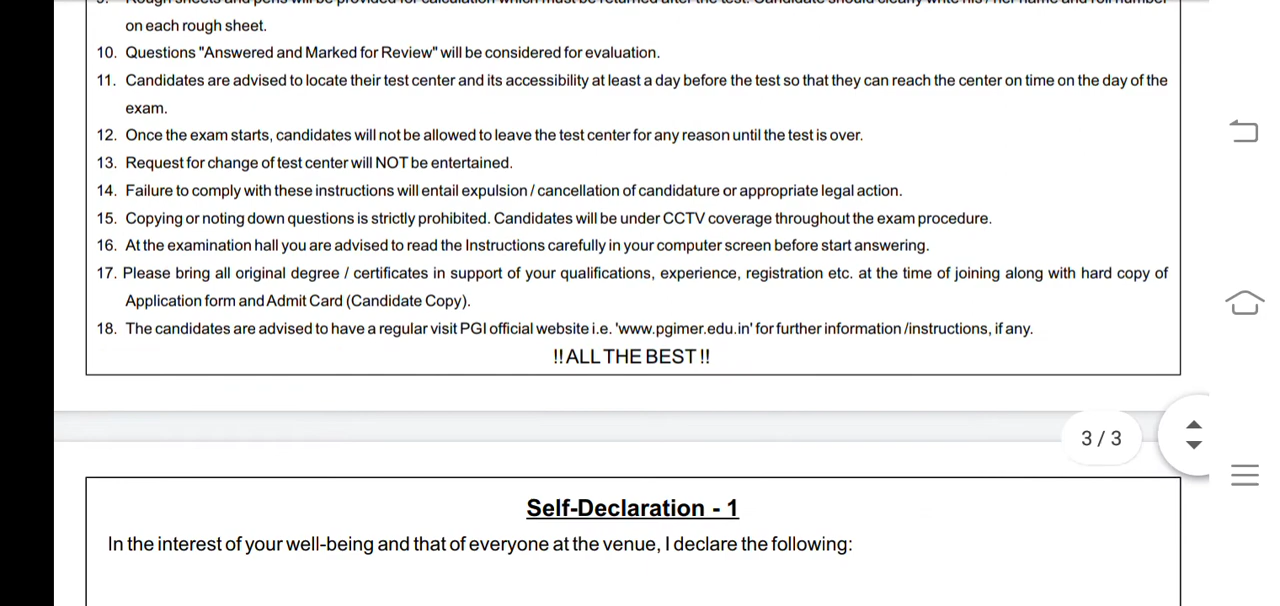 on each rough sheet.
10. Questions "Answered and Marked for Review" will be considered for evaluation.
11. Candidates are advised to locate their test center and its accessibility at least a day before the test so that they can reach the center on time on the day of the
exam.
12. Once the exam starts, candidates will not be allowed to leave the test center for any reason until the test is over.
13. Request for change of test center will NOT be entertained.
14. Failure to comply with these instructions will entail expulsion / cancellation of candidature or appropriate legal action.
15. Copying or noting down questions is strictly prohibited. Candidates will be under CCTV coverage throughout the exam procedure.
16. At the examination hall you are advised to read the Instructions carefully in your computer screen before start answering.
17. Please bring all original degree / certificates in support of your qualifications, experience, registration etc. at the time of joining along with hard copy of
Application form and Admit Card (Candidate Copy).
18. The candidates are advised to have a regular visit PGI official website i.e. 'www.pgimer.edu.in' for further information /instructions, if any.
!! ALL THE BEST !!
3 / 3
Self-Declaration - 1
In the interest of your well-being and that of everyone at the venue, I declare the following: